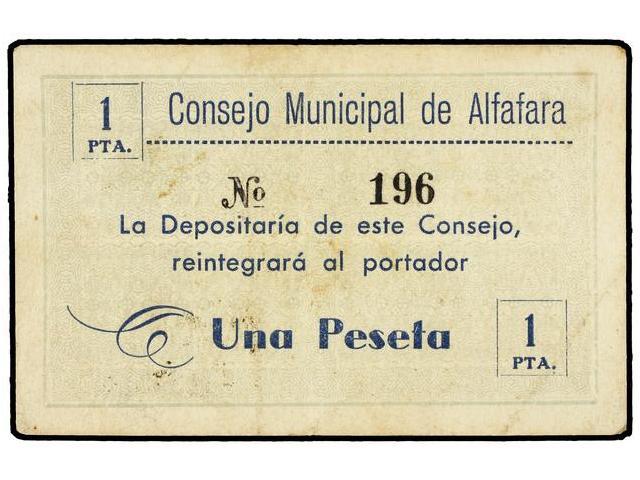 1
PTA.
Consejo Municipal de Alfafara
Nº 196
La Depositaría de este Consejo,
reintegrará al portador
Una Peseta
1
PTA.